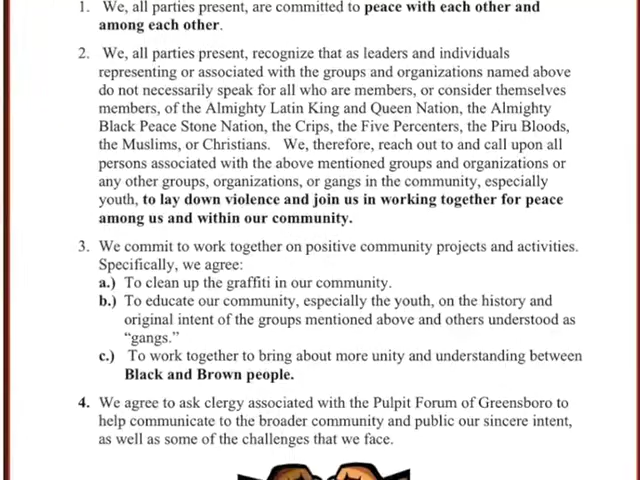 1. We, all parties present, are committed to peace with each other and
among each other.
2. We, all parties present, recognize that as leaders and individuals
representing or associated with the groups and organizations named above
do not necessarily speak for all who are members, or consider themselves
members, of the Almighty Latin King and Queen Nation, the Almighty
Black Peace Stone Nation, the Crips, the Five Percenters, the Piru Bloods,
the Muslims, or Christians. We, therefore, reach out to and call upon all
persons associated with the above mentioned groups and organizations or
any other groups, organizations, or gangs in the community, especially
youth, to lay down violence and join us in working together for peace
among us and within our community.
3. We commit to work together on positive community projects and activities.
Specifically, we agree:
a.) To clean up the graffiti in our community.
b.) To educate our community, especially the youth, on the history and
original intent of the groups mentioned above and others understood as
“gangs.”
c.) To work together to bring about more unity and understanding between
Black and Brown people.
4. We agree to ask clergy associated with the Pulpit Forum of Greensboro to
help communicate to the broader community and public our sincere intent,
as well as some of the challenges that we face.